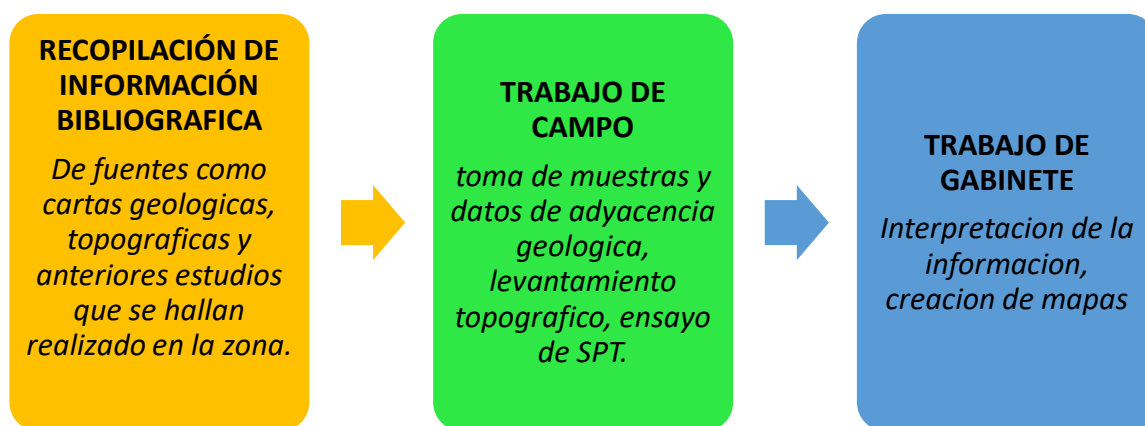 RECOPILACIÓN DE
INFORMACIÓN
BIBLIOGRAFICA
De fuentes como
cartas geologicas,
topograficas y
anteriores estudios
que se hallan
realizado en la zona.
TRABAJO DE
CAMPO
toma de muestras y
datos de adyacencia
geologica,
levantamiento
topografico, ensayo
de SPT.
TRABAJO DE
GABINETE
Interpretacion de la
informacion,
creacion de mapas